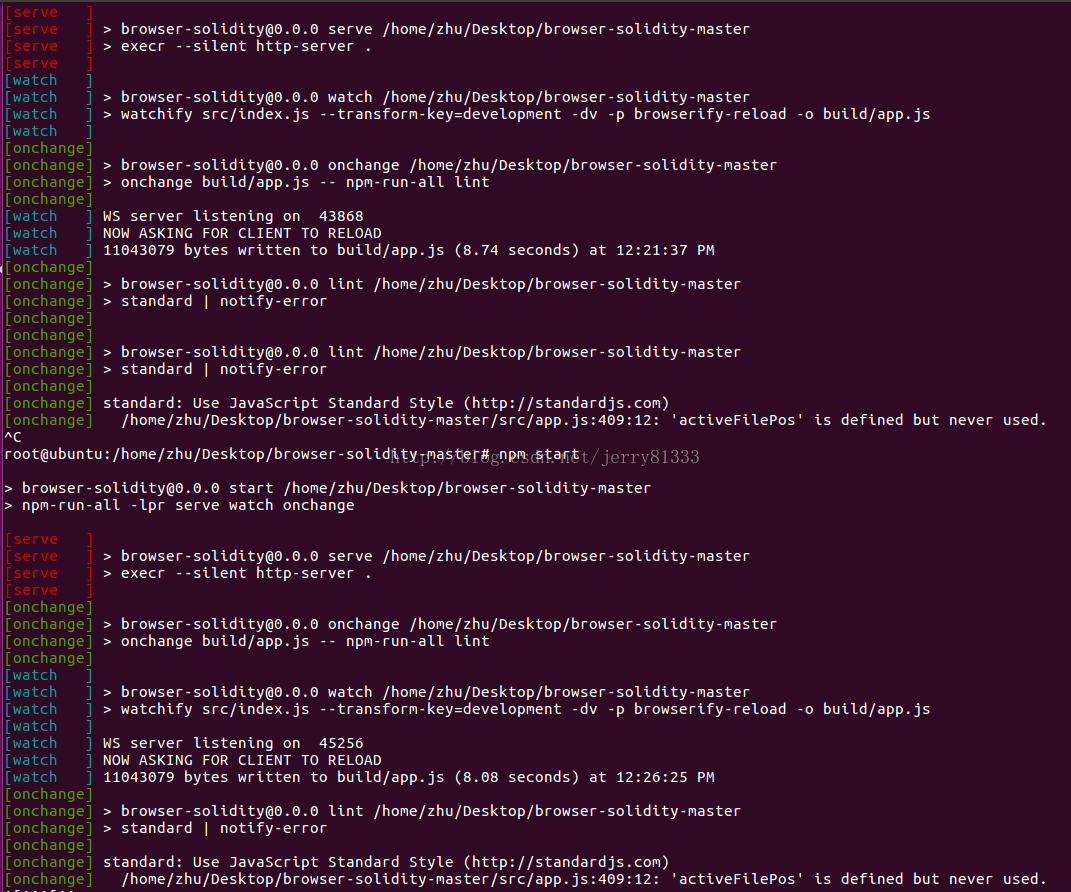 [serve   ]
[serve   ] > browser-solidity@0.0.0 serve /home/zhu/Desktop/browser-solidity-master
[serve   ] > execr --silent http-server .
[serve   ]
[watch   ]
[watch   ] > browser-solidity@0.0.0 watch /home/zhu/Desktop/browser-solidity-master
[watch   ] > watchify src/index.js --transform-key=development -dv -p browserify-reload -o build/app.js
[watch   ]
[onchange]
[onchange] > browser-solidity@0.0.0 onchange /home/zhu/Desktop/browser-solidity-master
[onchange] > onchange build/app.js -- npm-run-all lint
[onchange]
[watch   ] WS server listening on  43868
[watch   ] NOW ASKING FOR CLIENT TO RELOAD
[watch   ] 11043079 bytes written to build/app.js (8.74 seconds) at 12:21:37 PM
[onchange]
[onchange] > browser-solidity@0.0.0 lint /home/zhu/Desktop/browser-solidity-master
[onchange] > standard | notify-error
[onchange]
[onchange]
[onchange] > browser-solidity@0.0.0 lint /home/zhu/Desktop/browser-solidity-master
[onchange] > standard | notify-error
[onchange]
[onchange] standard: Use JavaScript Standard Style (http://standardjs.com)
[onchange]   /home/zhu/Desktop/browser-solidity-master/src/app.js:409:12: 'activeFilePos' is defined but never used.
^C
root@ubuntu:/home/zhu/Desktop/browser-solidity-master# npm start
http://blog.csdn.net/jerry81333

> browser-solidity@0.0.0 start /home/zhu/Desktop/browser-solidity-master
> npm-run-all -lpr serve watch onchange

[serve   ]
[serve   ] > browser-solidity@0.0.0 serve /home/zhu/Desktop/browser-solidity-master
[serve   ] > execr --silent http-server .
[serve   ]
[onchange]
[onchange] > browser-solidity@0.0.0 onchange /home/zhu/Desktop/browser-solidity-master
[onchange] > onchange build/app.js -- npm-run-all lint
[onchange]
[watch   ]
[watch   ] > browser-solidity@0.0.0 watch /home/zhu/Desktop/browser-solidity-master
[watch   ] > watchify src/index.js --transform-key=development -dv -p browserify-reload -o build/app.js
[watch   ]
[watch   ] WS server listening on  45256
[watch   ] NOW ASKING FOR CLIENT TO RELOAD
[watch   ] 11043079 bytes written to build/app.js (8.08 seconds) at 12:26:25 PM
[onchange]
[onchange] > browser-solidity@0.0.0 lint /home/zhu/Desktop/browser-solidity-master
[onchange] > standard | notify-error
[onchange]
[onchange] standard: Use JavaScript Standard Style (http://standardjs.com)
[onchange]   /home/zhu/Desktop/browser-solidity-master/src/app.js:409:12: 'activeFilePos' is defined but never used.